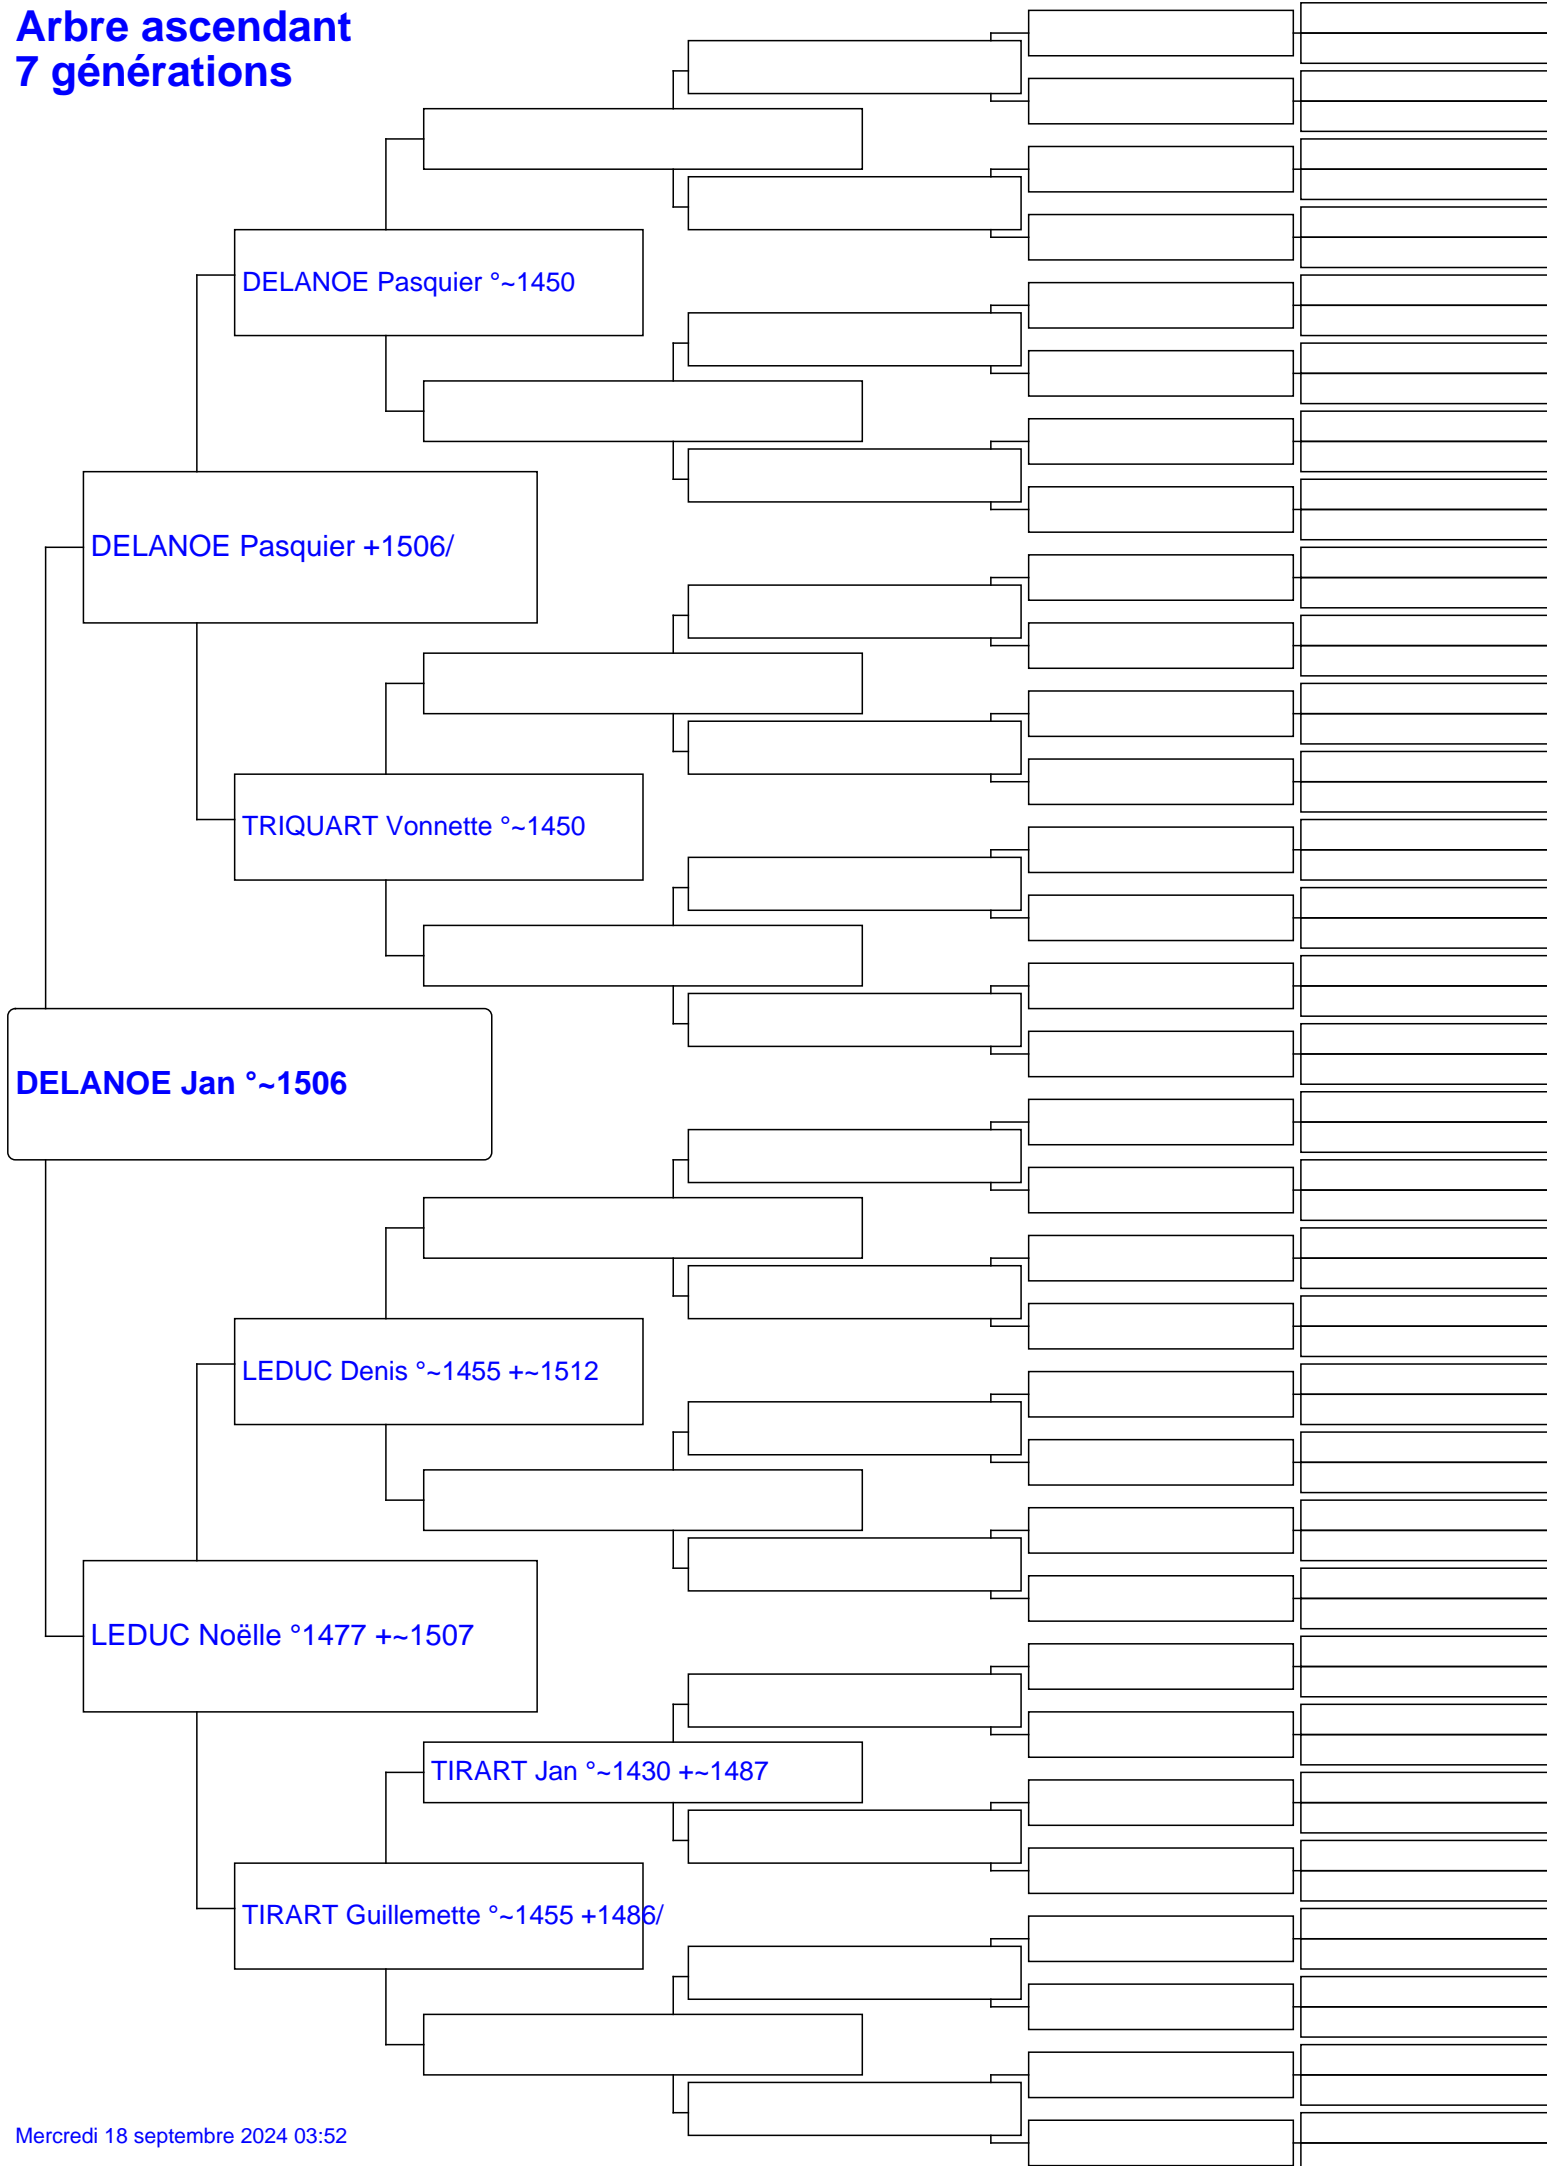 Arbre ascendant
7 générations
DELANOE Pasquier °~1450
DELANOE Pasquier +1506/
TRIQUART Vonnette °~1450
DELANOE Jan °~1506
LEDUC Denis °~1455 +~1512
LEDUC Noëlle °1477 +~1507
TIRART Jan °~1430 +~1487
TIRART Guillemette °~1455 +1486/
Mercredi 18 septembre 2024 03:52